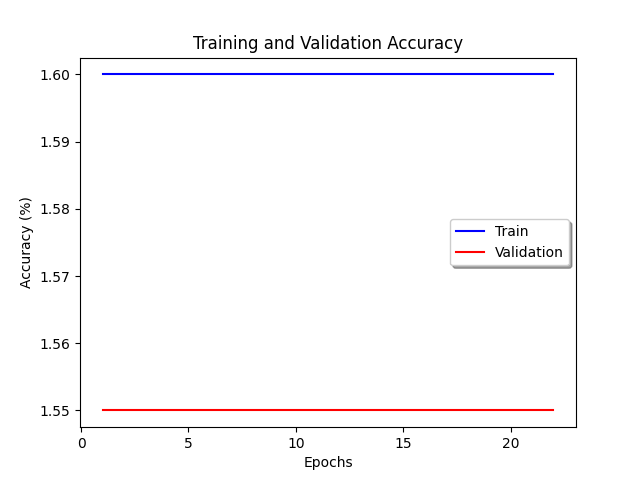 Training and Validation Accuracy
1.60
1.59
1.58
1.57
1.56
1.55
Accuracy (%)
Train
Validation
0
5
10
15
20
Epochs